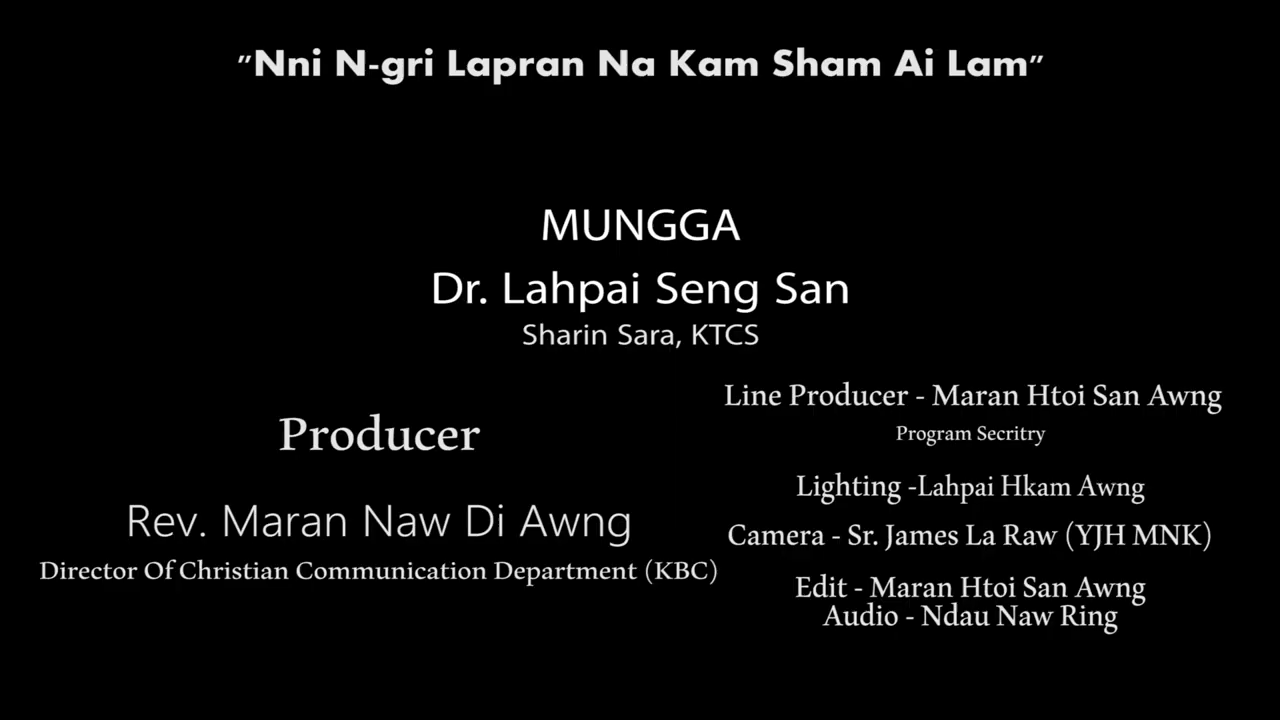 "Nni N-gri Lapran Na Kam Sham Ai Lam"
MUNGGA
Dr. Lahpai Seng San
Sharin Sara, KTCS
Producer
Rev. Maran Naw Di Awng
Director Of Christian Communication Department (KBC)
Line Producer - Maran Htoi San Awng
Program Secritry
Lighting -Lahpai Hkam Awng
Camera - Sr. James La Raw (YJH MNK)
Edit - Maran Htoi San Awng
Audio - Ndau Naw Ring